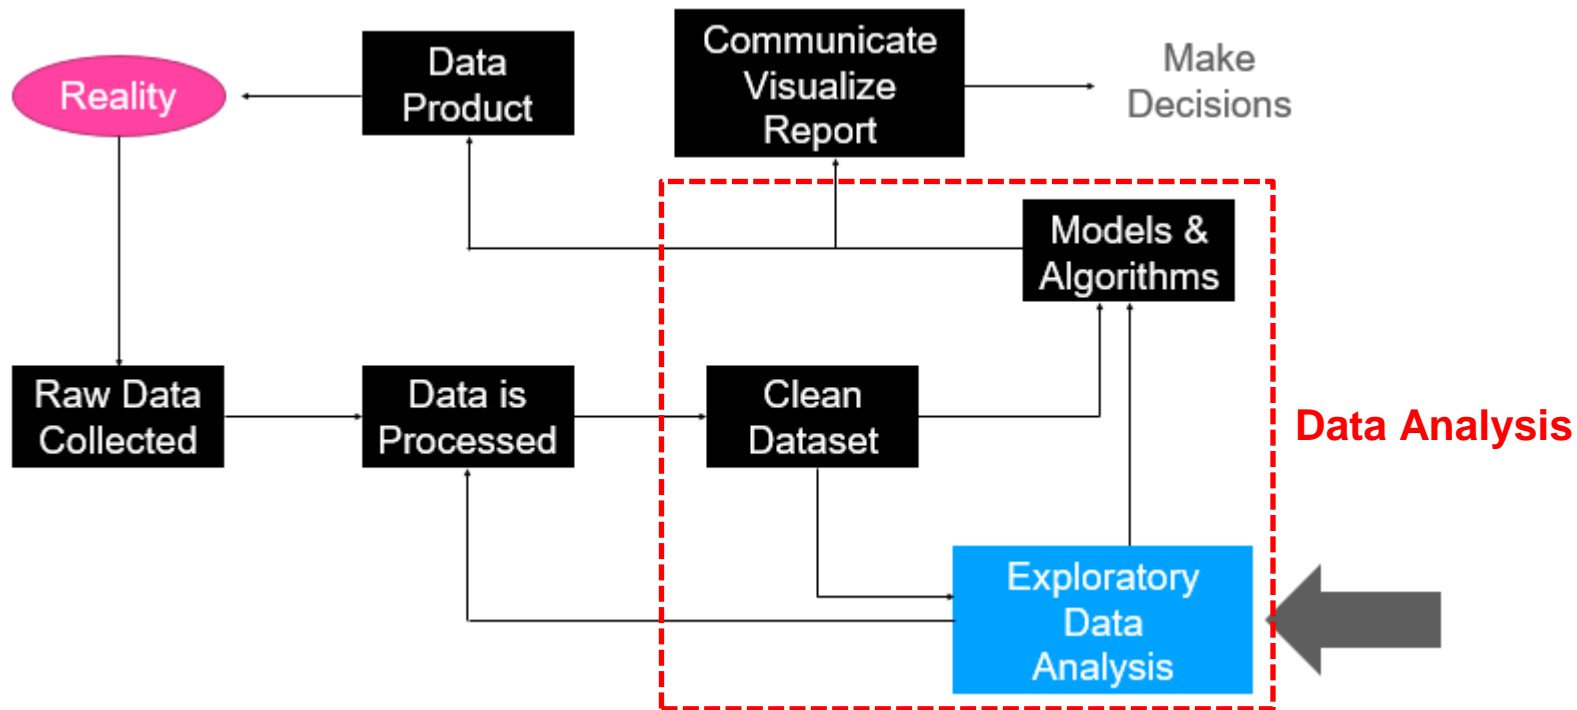 Reality
Data
Product
Communicate
Visualize
Report
Make
Decisions
Models &
Algorithms
Raw Data
Collected
Data is
Processed
Clean
Dataset
Data Analysis
Exploratory
Data
Analysis